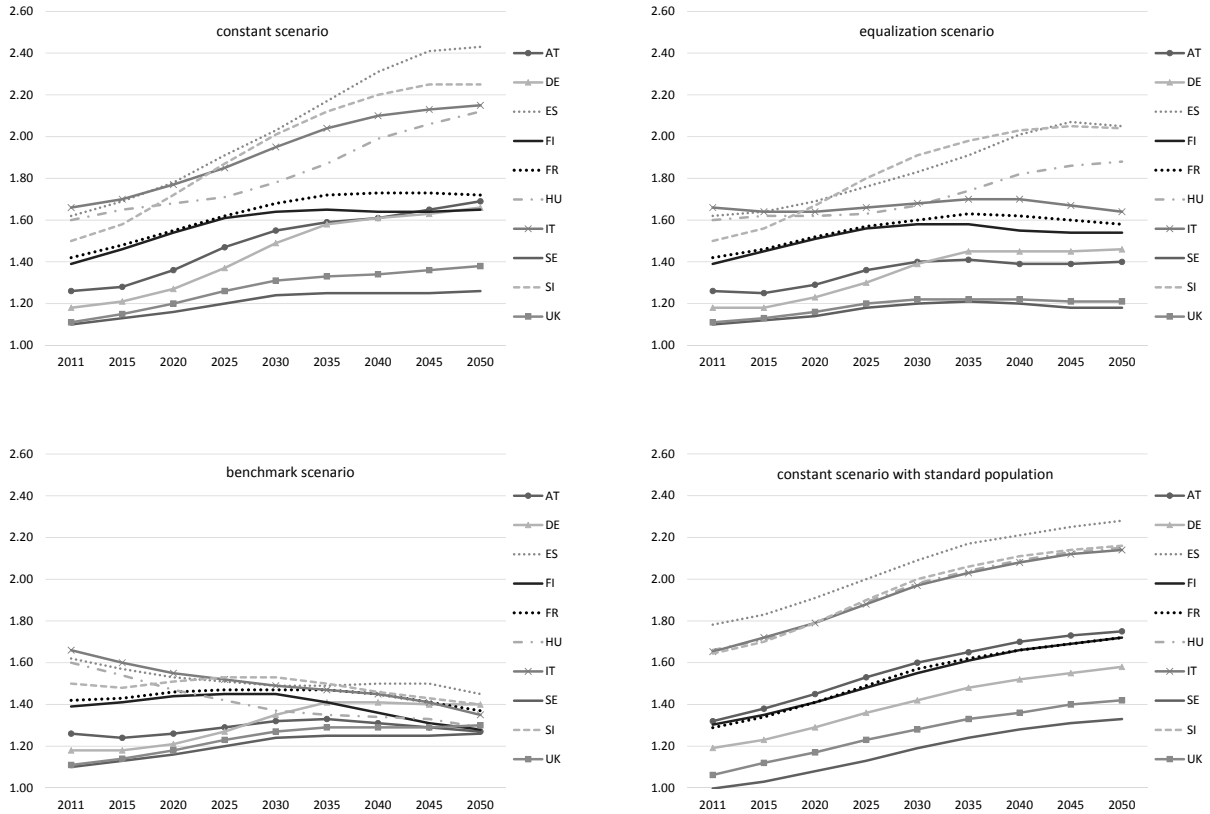 constant scenario
2.60
2.40
2.20
2.00
1.80
1.60
1.40
1.20
1.00
2011 2015 2020 2025 2030 2035 2040 2045 2050
AT
DE
ES
FI
FR
HU
IT
SE
SI
UK
equalization scenario
2.60
2.40
2.20
2.00
1.80
1.60
1.40
1.20
1.00
2011 2015 2020 2025 2030 2035 2040 2045 2050
AT
DE
ES
FI
FR
HU
IT
SE
SI
UK
benchmark scenario
2.60
2.40
2.20
2.00
1.80
1.60
1.40
1.20
1.00
2011 2015 2020 2025 2030 2035 2040 2045 2050
AT
DE
ES
FI
FR
HU
IT
SE
SI
UK
constant scenario with standard population
2.60
2.40
2.20
2.00
1.80
1.60
1.40
1.20
1.00
2011 2015 2020 2025 2030 2035 2040 2045 2050
AT
DE
ES
FI
FR
HU
IT
SE
SI
UK